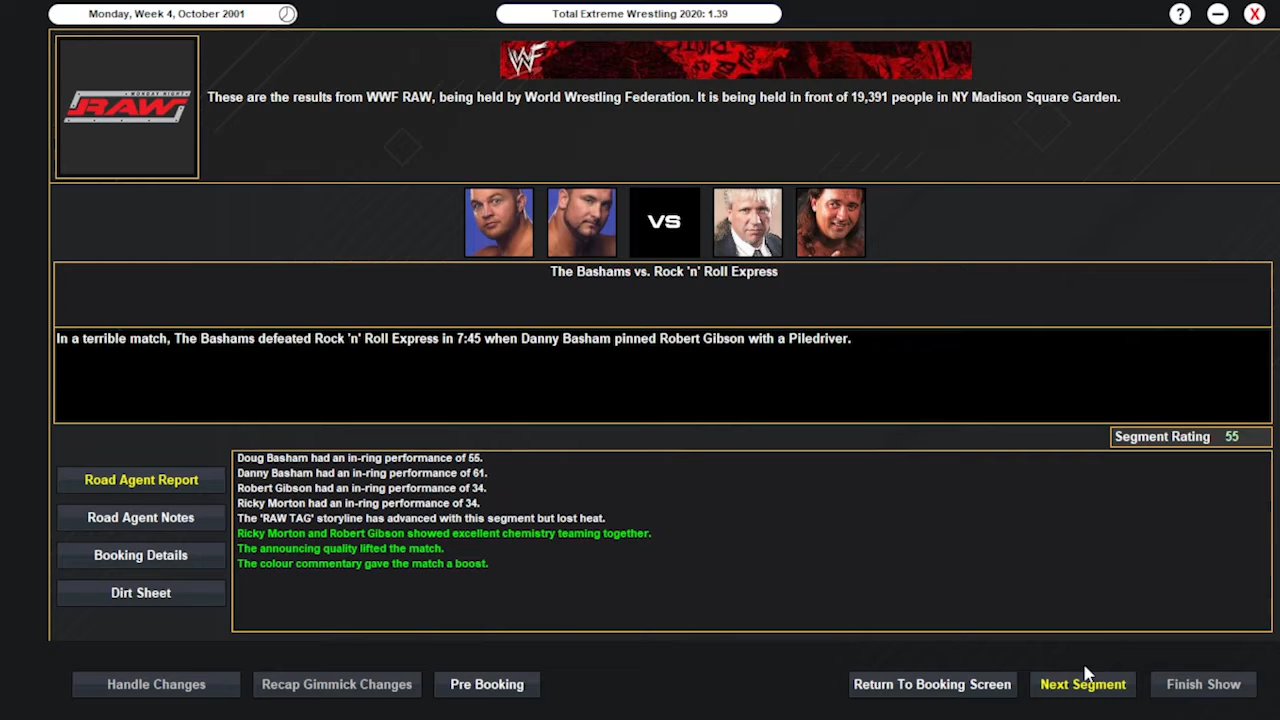 Monday, Week 4, October 2001
Total Extreme Wrestling 2020: 1.39
?
X
MONDAY NIGHT
RAW
WF
These are the results from WWF RAW, being held by World Wrestling Federation. It is being held in front of 19,391 people in NY Madison Square Garden.
VS
The Bashams vs. Rock 'n' Roll Express
In a terrible match, The Bashams defeated Rock 'n' Roll Express in 7:45 when Danny Basham pinned Robert Gibson with a Piledriver.
Segment Rating 55
Road Agent Report
Road Agent Notes
Booking Details
Dirt Sheet
Doug Basham had an in-ring performance of 55.
Danny Basham had an in-ring performance of 61.
Robert Gibson had an in-ring performance of 34.
Ricky Morton had an in-ring performance of 34.
The 'RAW TAG' storyline has advanced with this segment but lost heat.
Ricky Morton and Robert Gibson showed excellent chemistry teaming together.
The announcing quality lifted the match.
The colour commentary gave the match a boost.
Handle Changes
Recap Gimmick Changes
Pre Booking
Return To Booking Screen
Next Segment
Finish Show